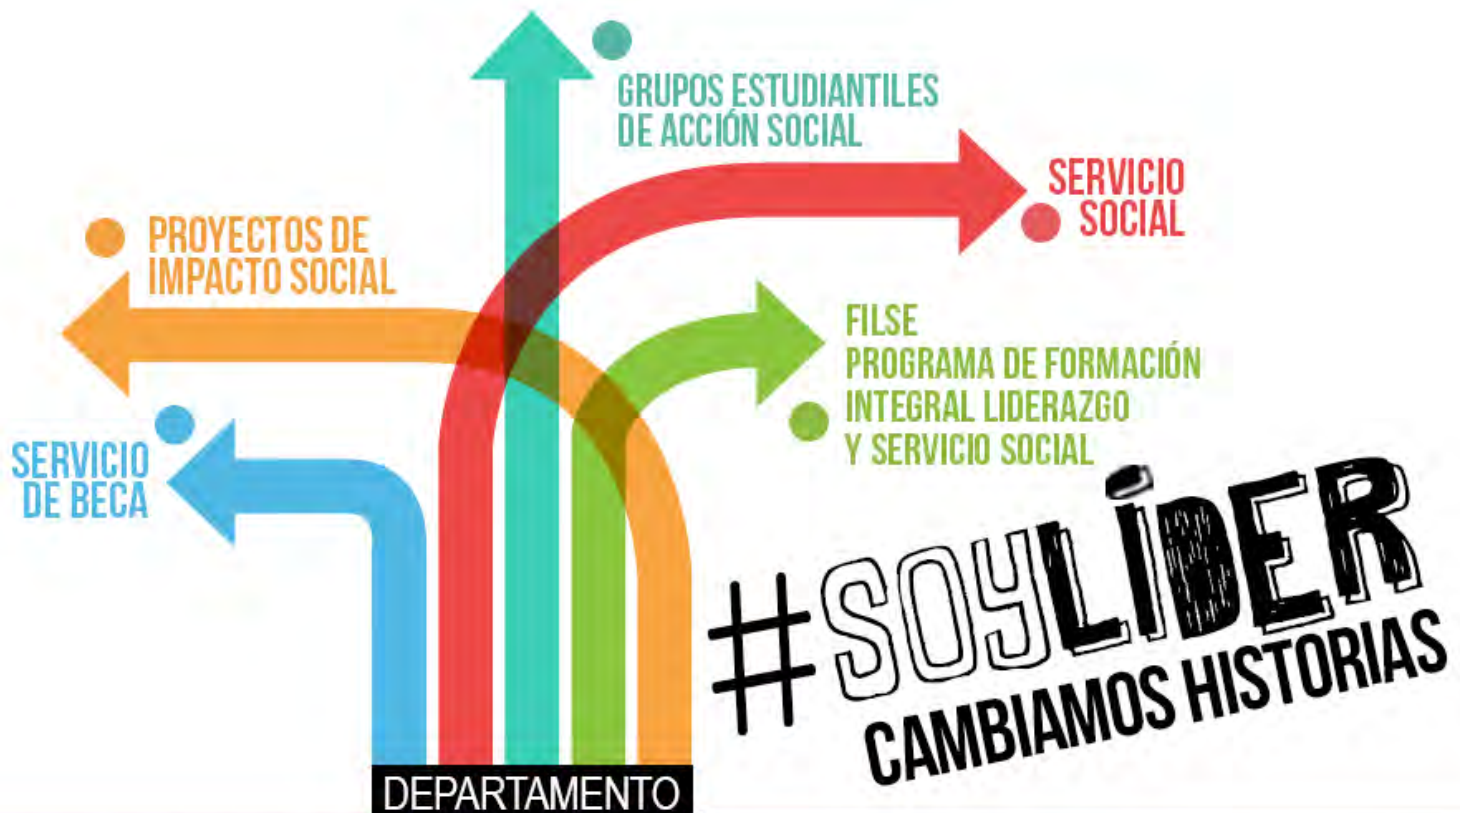 GRUPOS ESTUDIANTILES
DE ACCIÓN SOCIAL
SERVICIO
SOCIAL
PROYECTOS DE
IMPACTO SOCIAL
FILSE
PROGRAMA DE FORMACIÓN
INTEGRAL LIDERAZGO
Y SERVICIO SOCIAL
SERVICIO
DE BECA
#SOYLÍDER
CAMBIAMOS HISTORIAS
DEPARTAMENTO